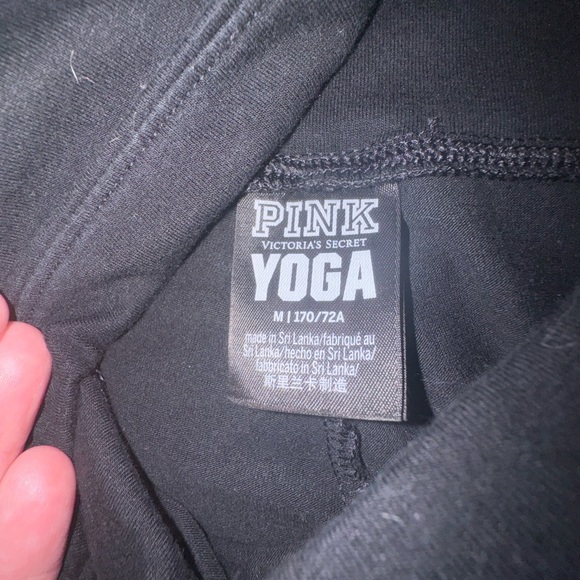 PINK
VICTORIA'S SECRET
YOGA
M | 170/72A
made in Sri Lanka/fabriqué au
Sri Lanka/hecho en Sri Lanka/
fabbricato in Sri Lanka/
斯里兰卡制造